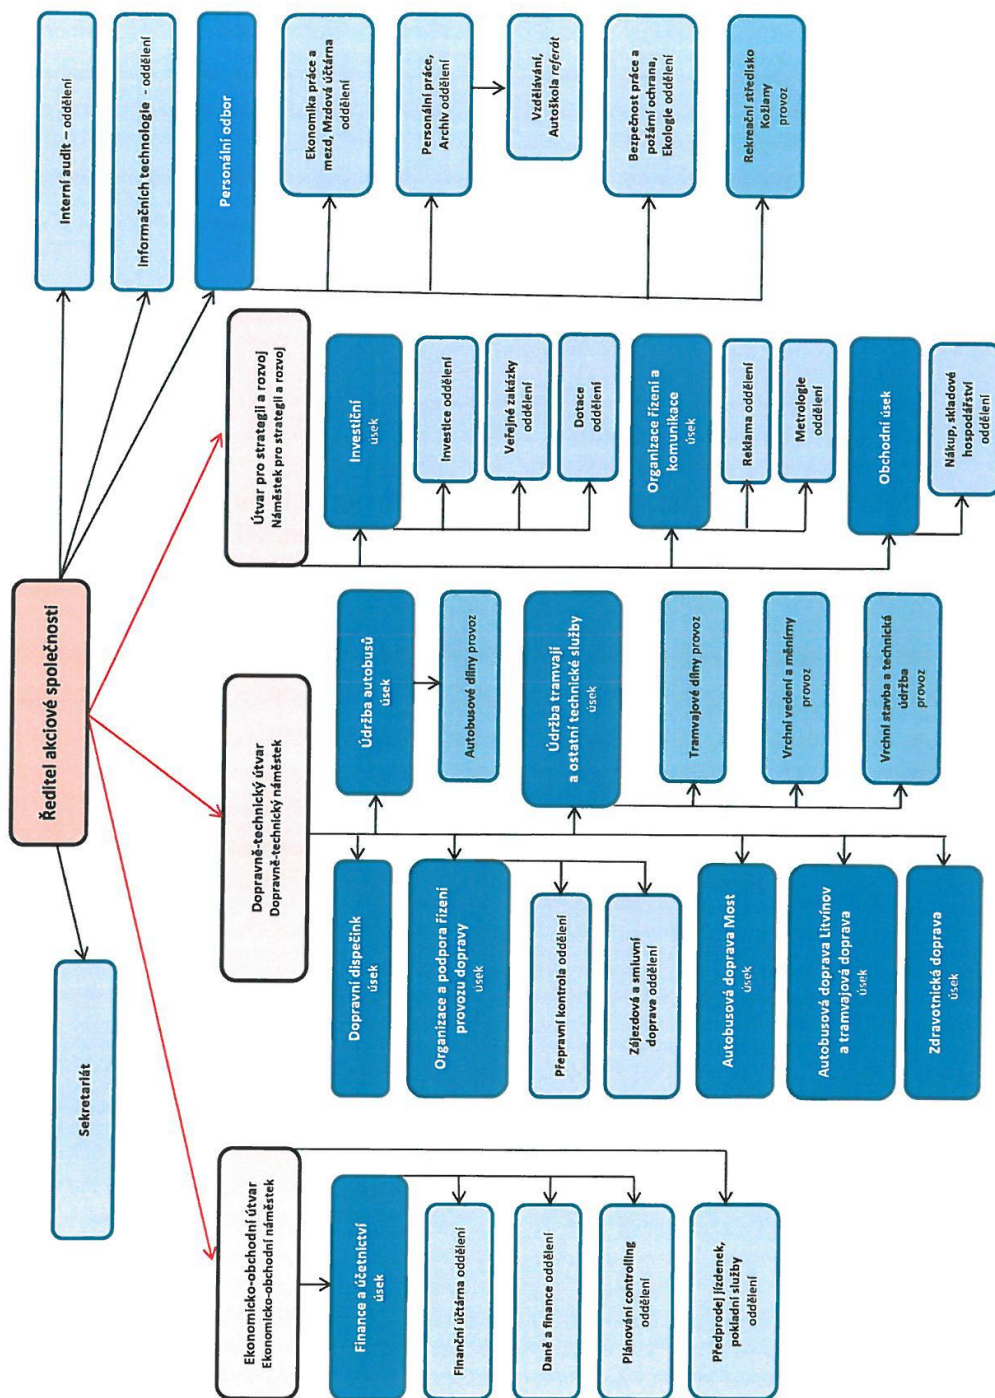 Ředitel akciové společnosti
Sekretariát
Interní audit – oddělení
Informačních technologie - oddělení
Personální odbor
Ekonomika práce a
mezd, Mzdová účtárna
oddělení
Personální práce,
Archív oddělení
Vzdělávání,
Autoškola referát
Bezpečnost práce a
požární ochrana,
Ekologie oddělení
Rekreační středisko
Kožlany
provoz
Ekonomicko-obchodní útvar
Ekonomicko-obchodní náměstek
Finance a účetnictví
úsek
Finanční účtárna oddělení
Daně a finance oddělení
Plánování controlling
oddělení
Předprodej jízdenek,
pokladní služby
oddělení
Dopravně-technický útvar
Dopravně-technický náměstek
Dopravní dispečink
úsek
Organizace a podpora řízení
provozu dopravy
úsek
Přepravní kontrola oddělení
Zájezdová a smluvní
doprava oddělení
Autobusová doprava Most
úsek
Autobusová doprava Litvínov
a tramvajová doprava
úsek
Zdravotnická doprava
úsek
Údržba autobusů
úsek
Autobusové dílny provoz
Údržba tramvají
a ostatní technické služby
úsek
Tramvajové dílny provoz
Vrchní vedení a měnírny
provoz
Vrchní stavba a technická
údržba
provoz
Útvar pro strategii a rozvoj
Náměstek pro strategii a rozvoj
Investiční
úsek
Investice oddělení
Veřejné zakázky
oddělení
Dotace
oddělení
Organizace řízení a
komunikace
úsek
Reklama oddělení
Metrologie
oddělení
Obchodní úsek
Nákup, skladové
hospodářství
oddělení